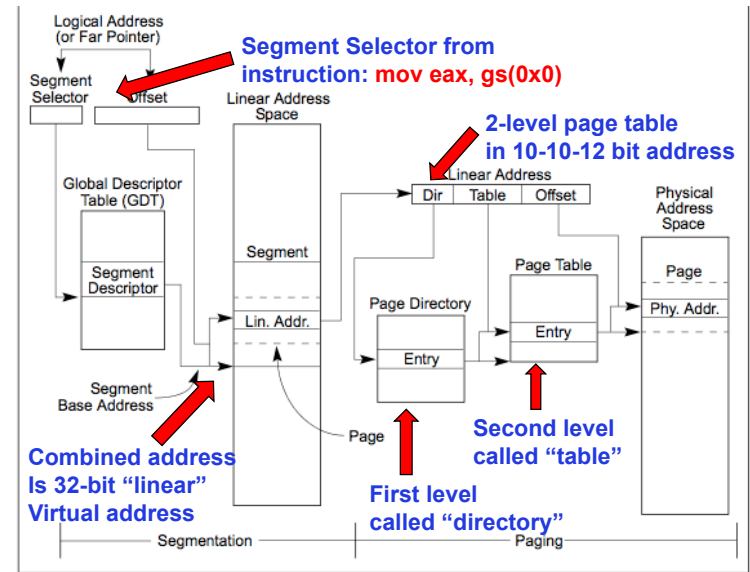 Logical Address
(or Far Pointer)
Segment
Selector
Offset
Segment Selector from
instruction: mov eax, gs(0x0)
Linear Address
Space
2-level page table
in 10-10-12 bit address
Linear Address
Dir Table Offset
Physical
Address
Space
Global Descriptor
Table (GDT)
Segment
Descriptor
Segment
Lin. Addr.
Page Directory
Entry
Page Table
Entry
Page
Phy. Addr.
Segment
Base Address
Page
Combined address
Is 32-bit “linear”
Virtual address
First level
called “directory”
Second level
called “table”
Segmentation
Paging